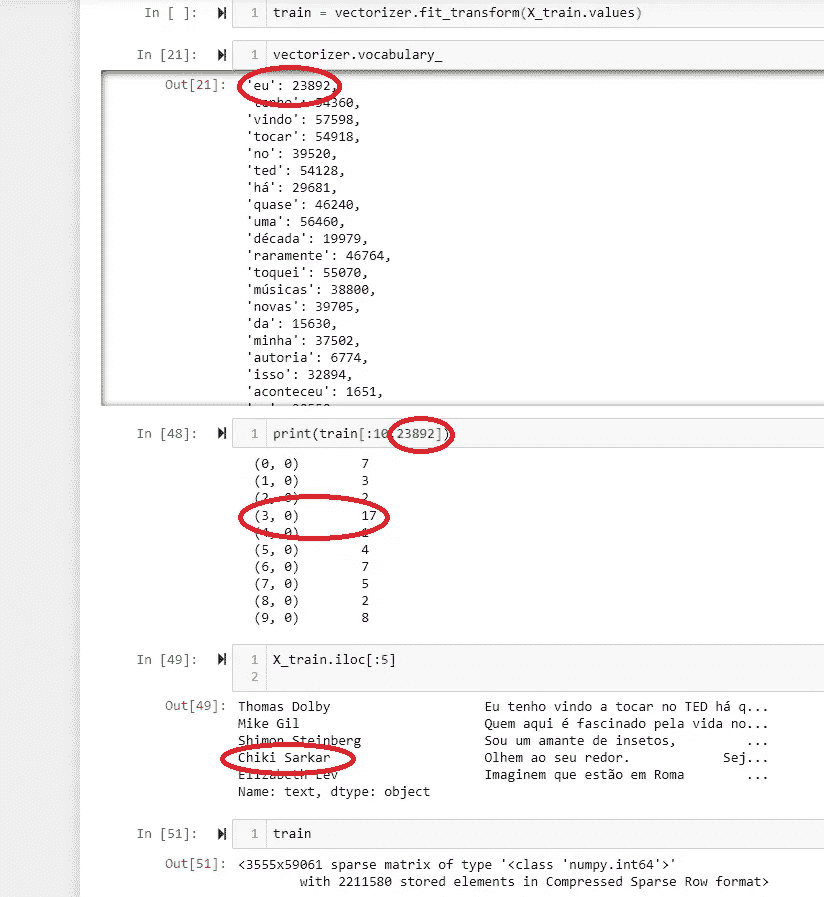 In [ ]: 1 train = vectorizer.fit_transform(X_train.values)
In [21]: 1 vectorizer.vocabulary_
Out[21]: 'eu': 23892,
'tenho': 54360,
'vindo': 57598,
'tocar': 54918,
'no': 39520,
'ted': 54128,
'há': 29681,
'quase': 46240,
'uma': 56460,
'década': 19979,
'raramente': 46764,
'toquei': 55070,
'músicas': 38800,
'novas': 39705,
'da': 15630,
'minha': 37502,
'autoria': 6774,
'isso': 32894,
'aconteceu': 1651,
In [48]: 1 print(train[:10,23892])
(0, 0) 7
(1, 0) 3
(2, 0) 2
(3, 0) 17
(4, 0)
(5, 0) 4
(6, 0) 7
(7, 0) 5
(8, 0) 2
(9, 0) 8
In [49]: 1 X_train.iloc[:5]
2
Out[49]: Thomas Dolby Eu tenho vindo a tocar no TED há q...
Mike Gil Quem aqui é fascinado pela vida no...
Shimon Steinberg Sou um amante de insetos, ...
Chiki Sarkar Olhem ao seu redor. Sej...
Elizabeth Lev Imaginem que estão em Roma ...
Name: text, dtype: object
In [51]: 1 train
Out[51]: <3555x59061 sparse matrix of type '<class 'numpy.int64'>'
with 2211580 stored elements in Compressed Sparse Row format>